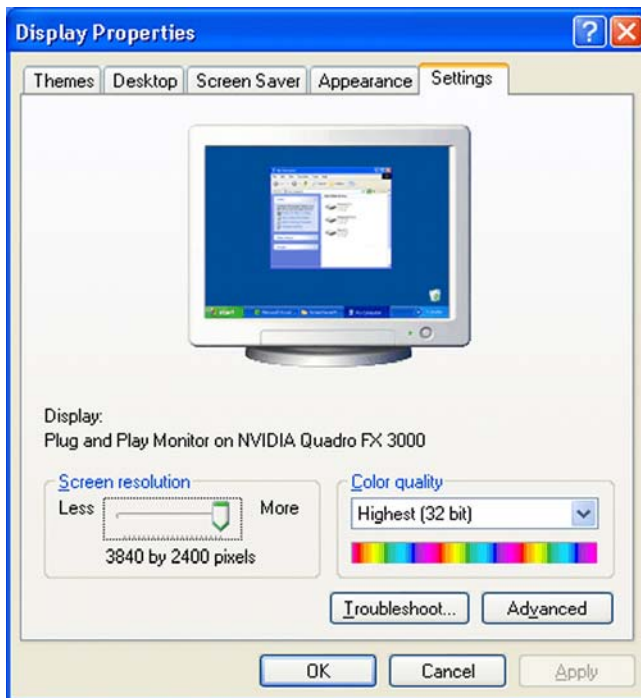 Display Properties
Themes Desktop Screen Saver Appearance Settings
start
Display:
Plug and Play Monitor on NVIDIA Quadro FX 3000
Screen resolution
Less More
3840 by 2400 pixels
Color quality
Highest (32 bit)
Troubleshoot... Advanced
OK Cancel Apply